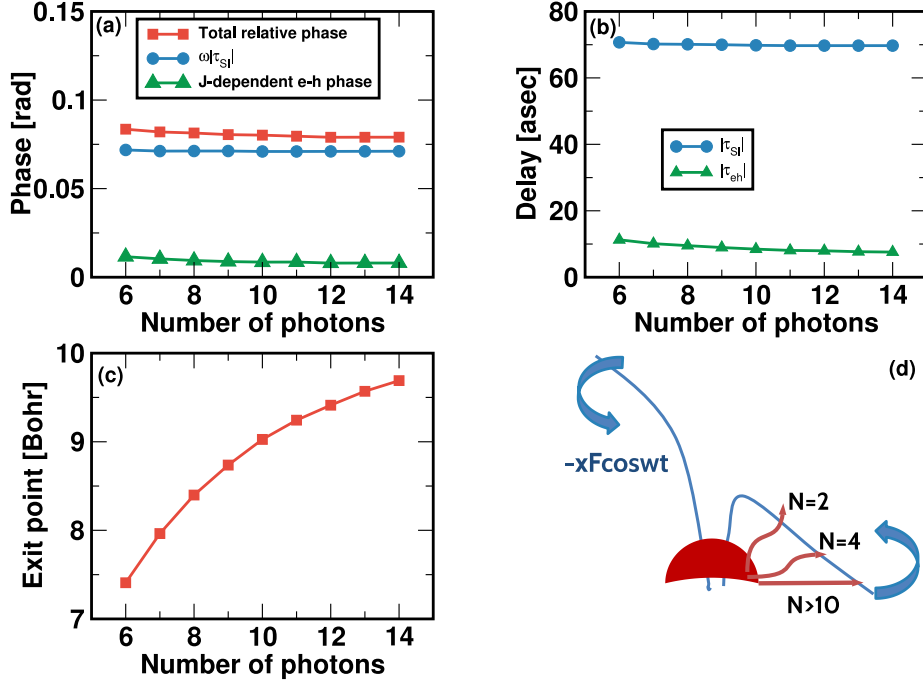 (a)
Total relative phase
ω|τSI|
J-dependent e-h phase
Phase [rad]
0.15
0.1
0.05
0
6 8 10 12 14
Number of photons
(b)
|τSI|
|τeh|
Delay [asec]
80
60
40
20
0
6 8 10 12 14
Number of photons
(c)
Exit point [Bohr]
10
9
8
7
6 8 10 12 14
Number of photons
(d)
-xFcoswt
N=2
N=4
N>10